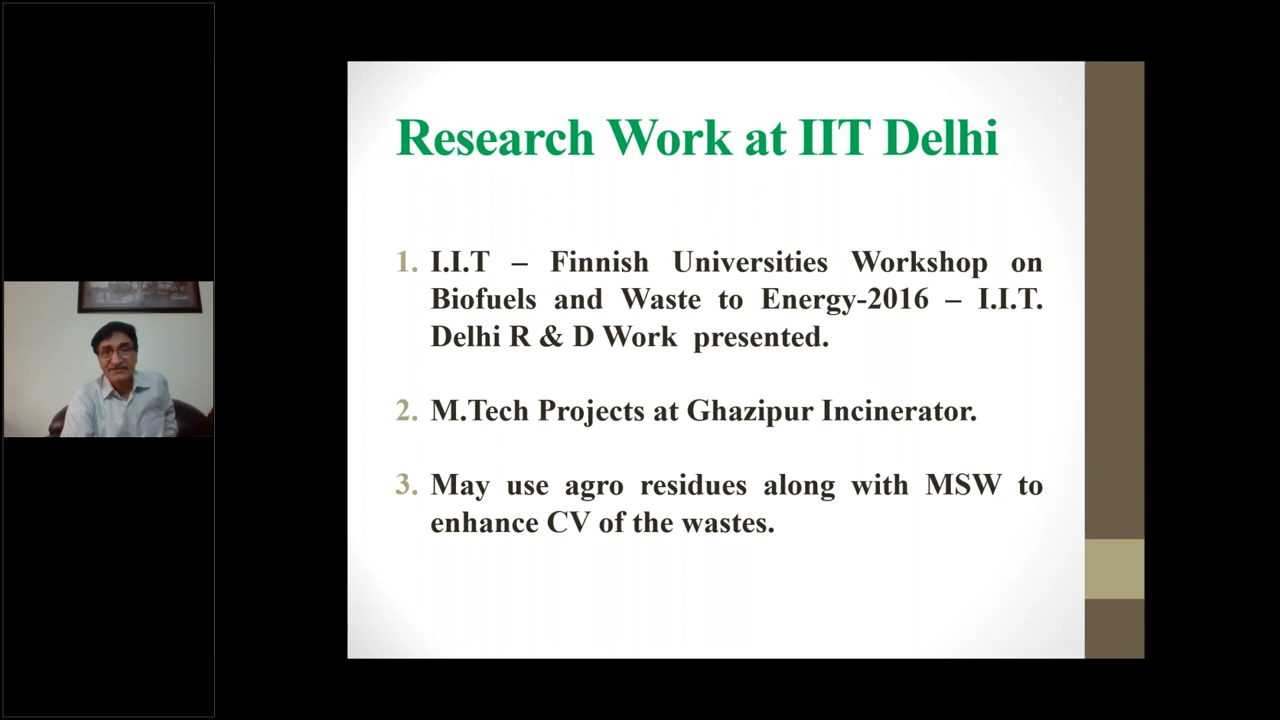 Research Work at IIT Delhi
1. I.I.T – Finnish Universities Workshop on
Biofuels and Waste to Energy-2016 – I.I.T.
Delhi R & D Work presented.
2. M.Tech Projects at Ghazipur Incinerator.
3. May use agro residues along with MSW to
enhance CV of the wastes.